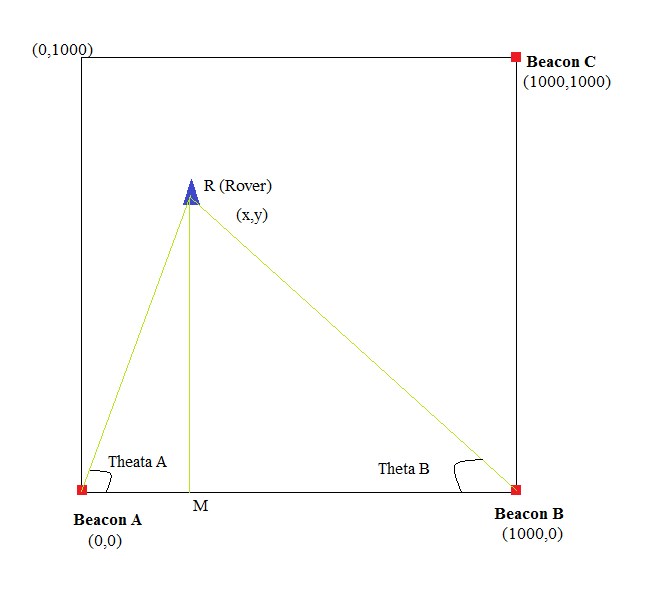 (0,1000)
Beacon C
(1000,1000)
R (Rover)
(x,y)
Theata A
Theta B
M
Beacon A
(0,0)
Beacon B
(1000,0)